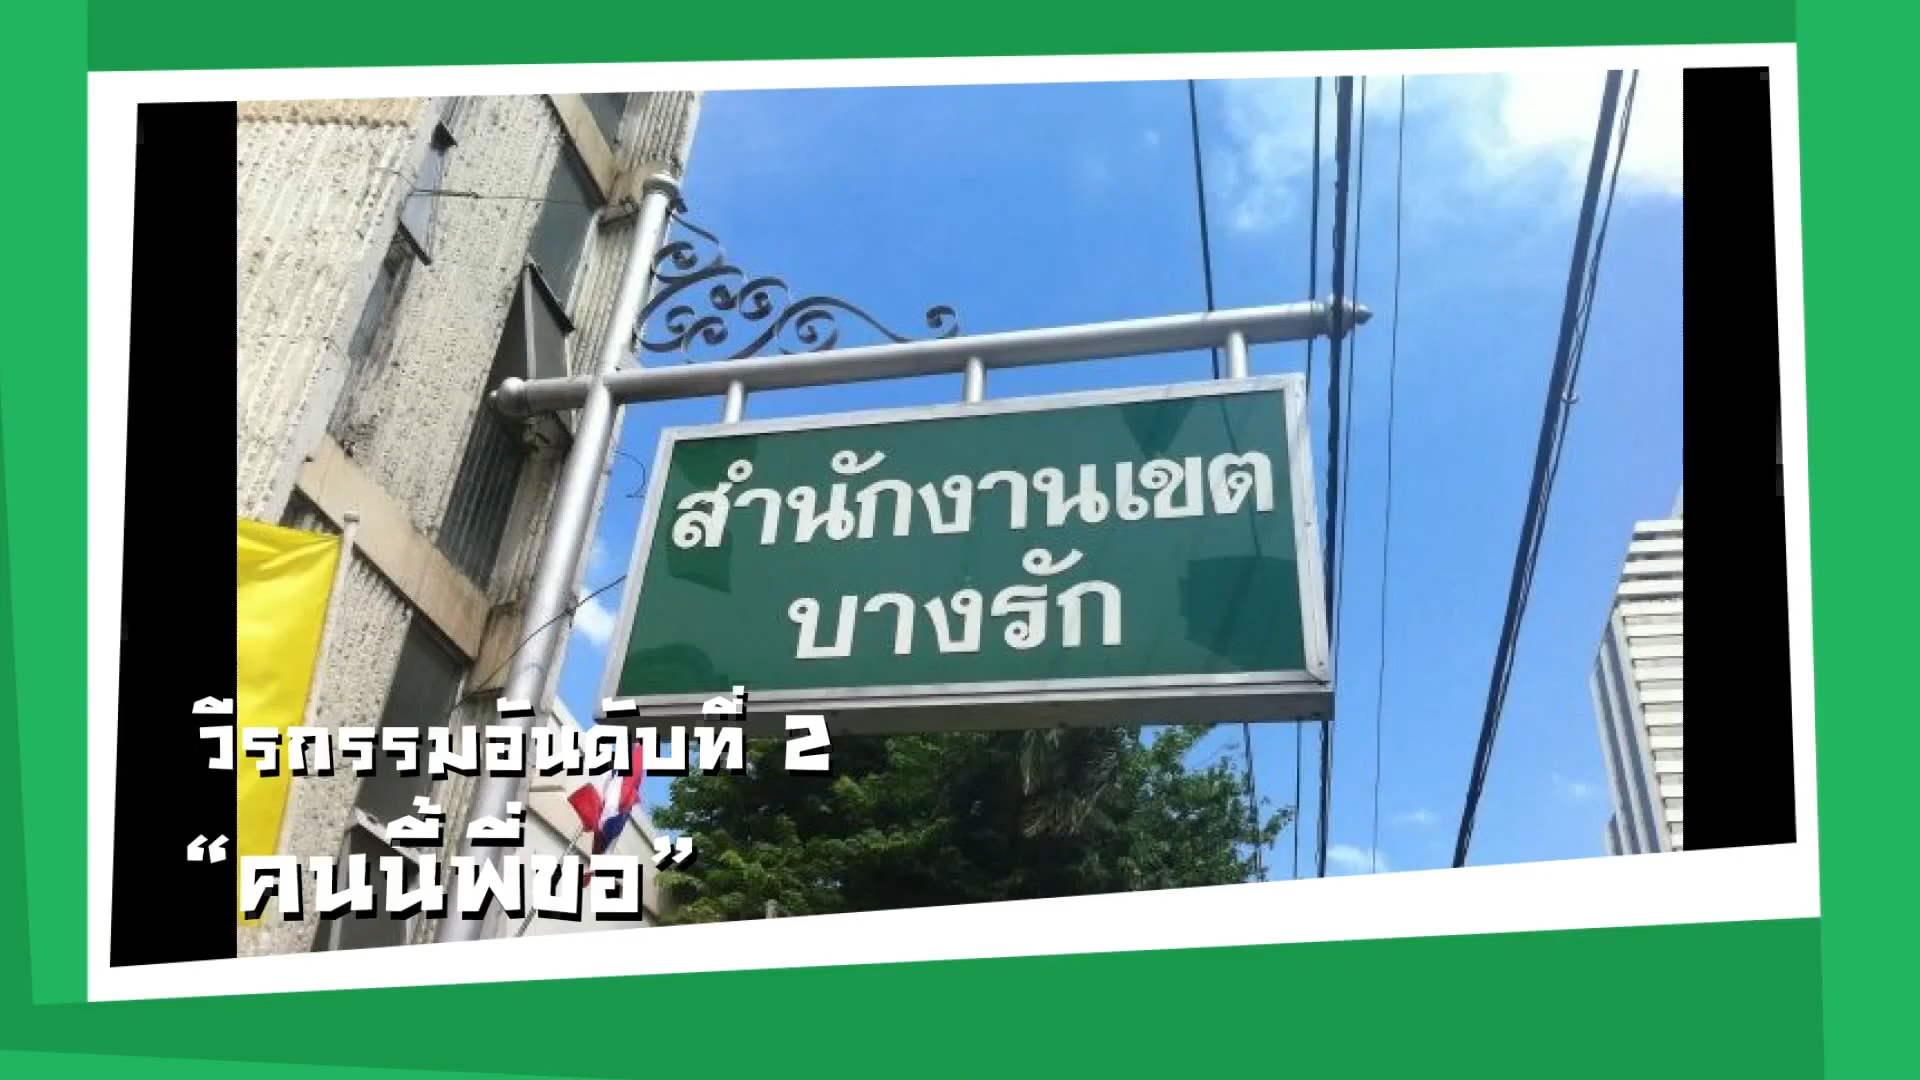 สำนักงานเขต
บางรัก
วีรกรรมอันดับที่ 2
“คนนี้พี่ขอ”